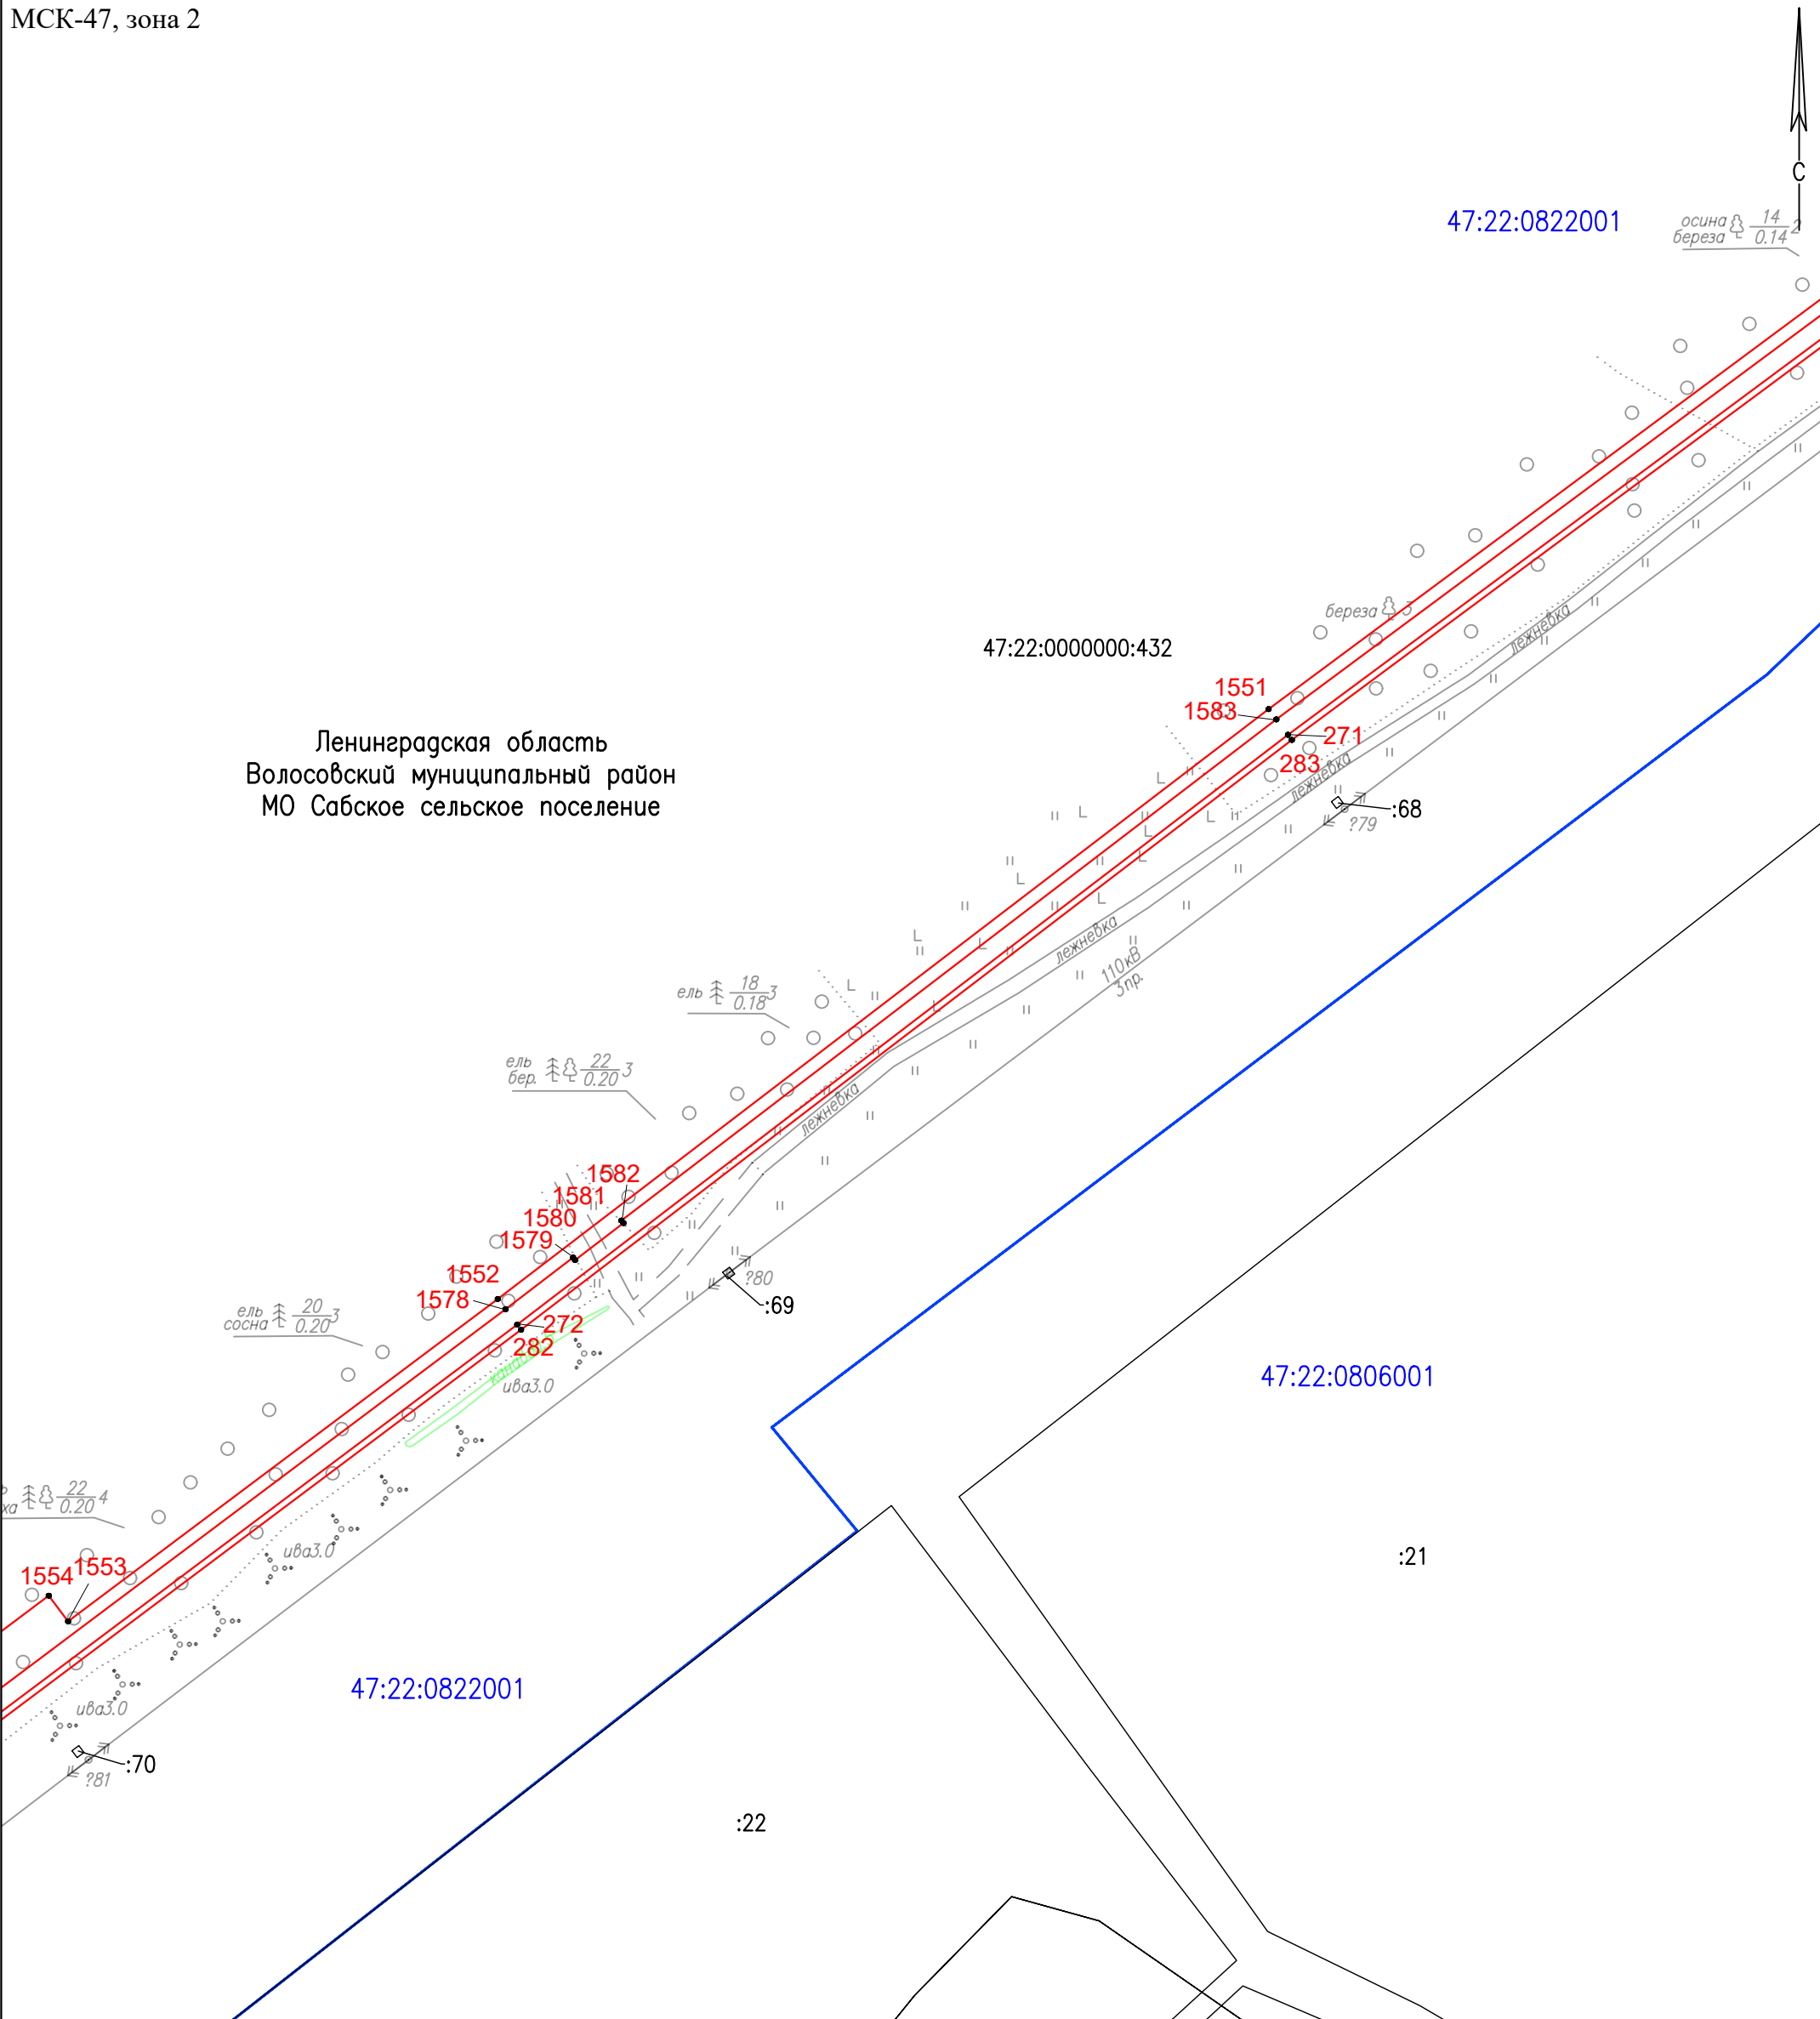 МСК-47, зона 2
С
47:22:0822001
осина 14 2
береза 0.14
береза 3
47:22:0000000:432
1551
1583
271
283
лежневка
лежневка
:68
?79
Ленинградская область
Волосовский муниципальный район
МО Сабское сельское поселение
лежневка
110кВ
3пр.
ель 18 3
0.18
ель 22 3
бер. 0.20
лежневка
1582
1581
1580
1579
1552
1578
?80
:69
ель 20 3
сосна 0.20
272
282
ива3.0
47:22:0806001
22 4
ха 0.20
ива3.0
:21
1554
1553
47:22:0822001
ива3.0
:70
?81
:22